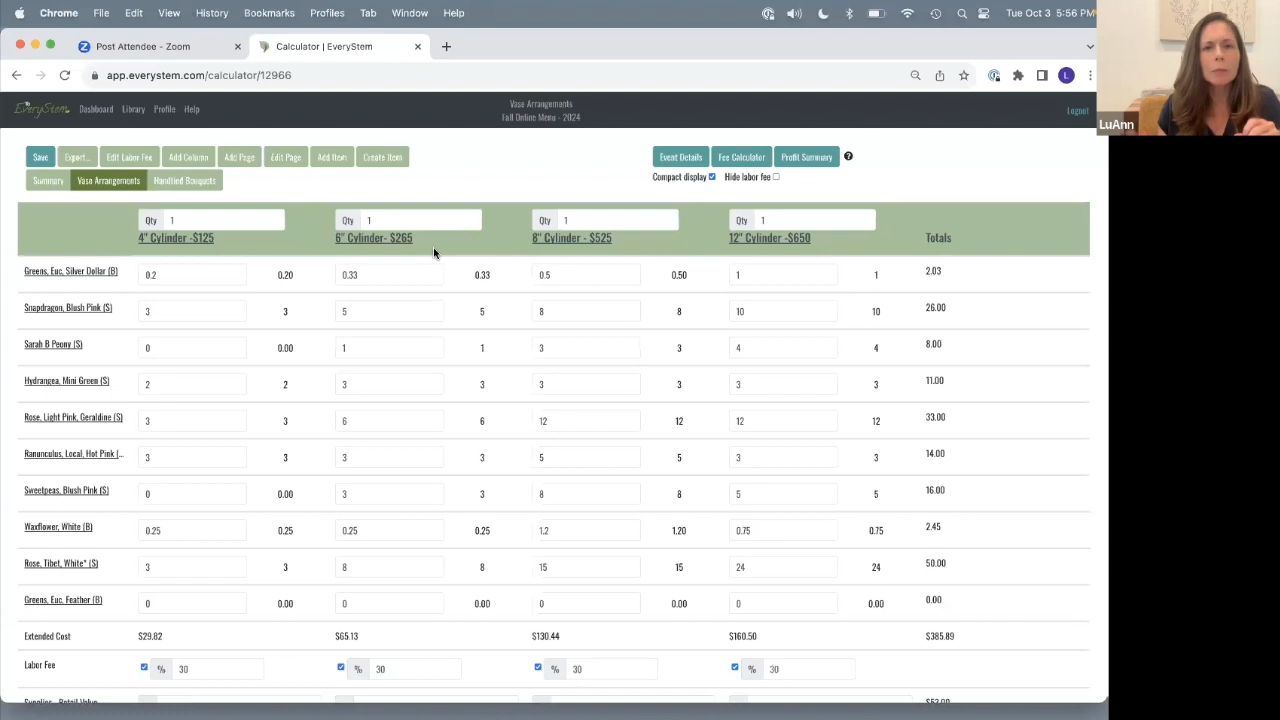 Chrome File Edit View History Bookmarks Profiles Tab Window Help Tue Oct 3 5:56 PM
Post Attendee - Zoom × Calculator | EveryStem × +
app.everystem.com/calculator/12966 L
LuAnn
EveryStem Dashboard Library Profile Help Vase Arrangements Logout
Fall Online Menu - 2024
Save Export... Edit Labor Fee Add Column Add Page Edit Page Add Item Create Item Event Details Fee Calculator Profit Summary ?
Summary Vase Arrangements Handtied Bouquets Compact display Hide labor fee
Qty 1 Qty 1 Qty 1 Qty 1
4" Cylinder -$125 6" Cylinder- $265 8" Cylinder - $525 12" Cylinder -$650 Totals
Greens, Euc, Silver Dollar (B) 0.2 0.20 0.33 0.33 0.5 0.50 1 1 2.03
Snapdragon, Blush Pink (S) 3 3 5 5 8 8 10 10 26.00
Sarah B Peony (S) 0 0.00 1 1 3 3 4 4 8.00
Hydrangea, Mini Green (S) 2 2 3 3 3 3 3 3 11.00
Rose, Light Pink, Geraldine (S) 3 3 6 6 12 12 12 12 33.00
Ranunculus, Local, Hot Pink (... 3 3 3 3 5 5 3 3 14.00
Sweetpeas, Blush Pink (S) 0 0.00 3 3 8 8 5 5 16.00
Waxflower, White (B) 0.25 0.25 0.25 0.25 1.2 1.20 0.75 0.75 2.45
Rose, Tibet, White* (S) 3 3 8 8 15 15 24 24 50.00
Greens, Euc, Feather (B) 0 0.00 0 0.00 0 0.00 0 0.00 0.00
Extended Cost $29.82 $65.13 $130.44 $160.50 $385.89
Labor Fee % 30 % 30 % 30 % 30
Supplies - Retail Value